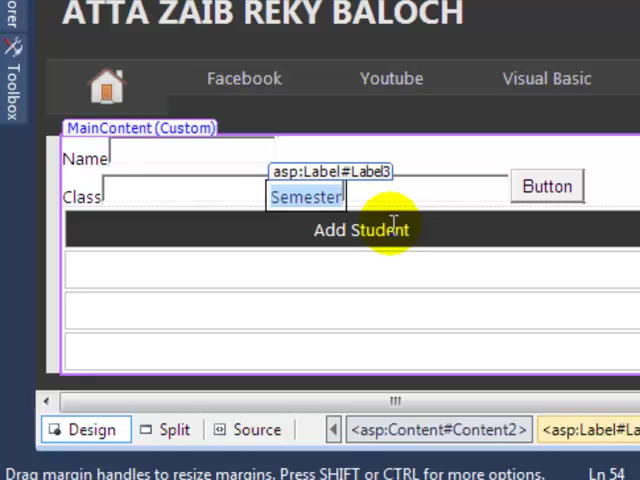 ATTA ZAIB REKY BALOCH
Toolbox
Facebook Youtube Visual Basic
MainContent (Custom)
Name
asp:Label#Label3
Class Semester Button
Add Student
Design Split Source <asp:Content#Content2> <asp:Label#La
Drag margin handles to resize margins. Press SHIFT or CTRL for more options. Ln 54